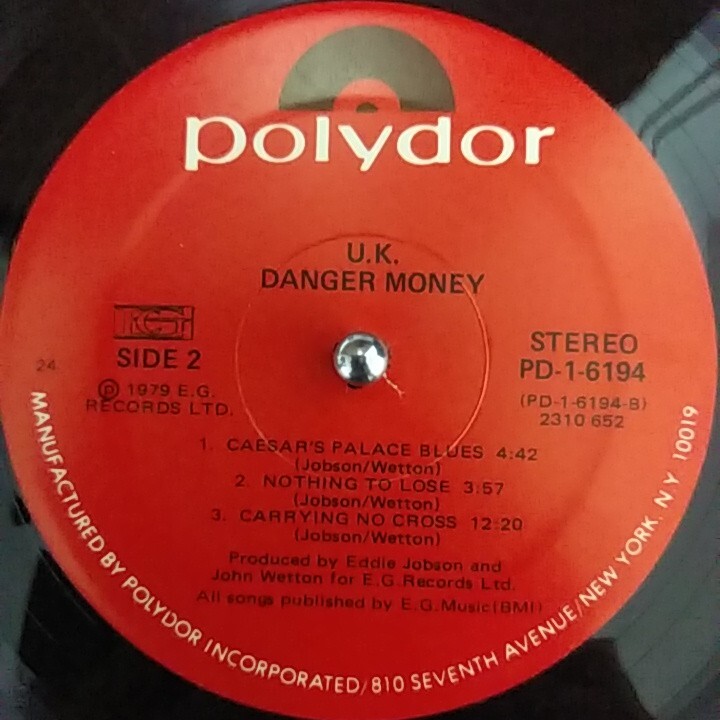 polydor
U.K.
DANGER MONEY
EG
SIDE 2
24
℗ 1979 E.G.
RECORDS LTD.
STEREO
PD-1-6194
(PD-1-6194-B)
2310 652
1. CAESAR'S PALACE BLUES 4:42
(Jobson/Wetton)
2. NOTHING TO LOSE 3:57
(Jobson/Wetton)
3. CARRYING NO CROSS 12:20
(Jobson/Wetton)
Produced by Eddie Jobson and
John Wetton for E.G.Records Ltd.
All songs published by E.G.Music(BMI)
MANUFACTURED BY POLYDOR INCORPORATED/810 SEVENTH AVENUE/NEW YORK. N.Y 10019